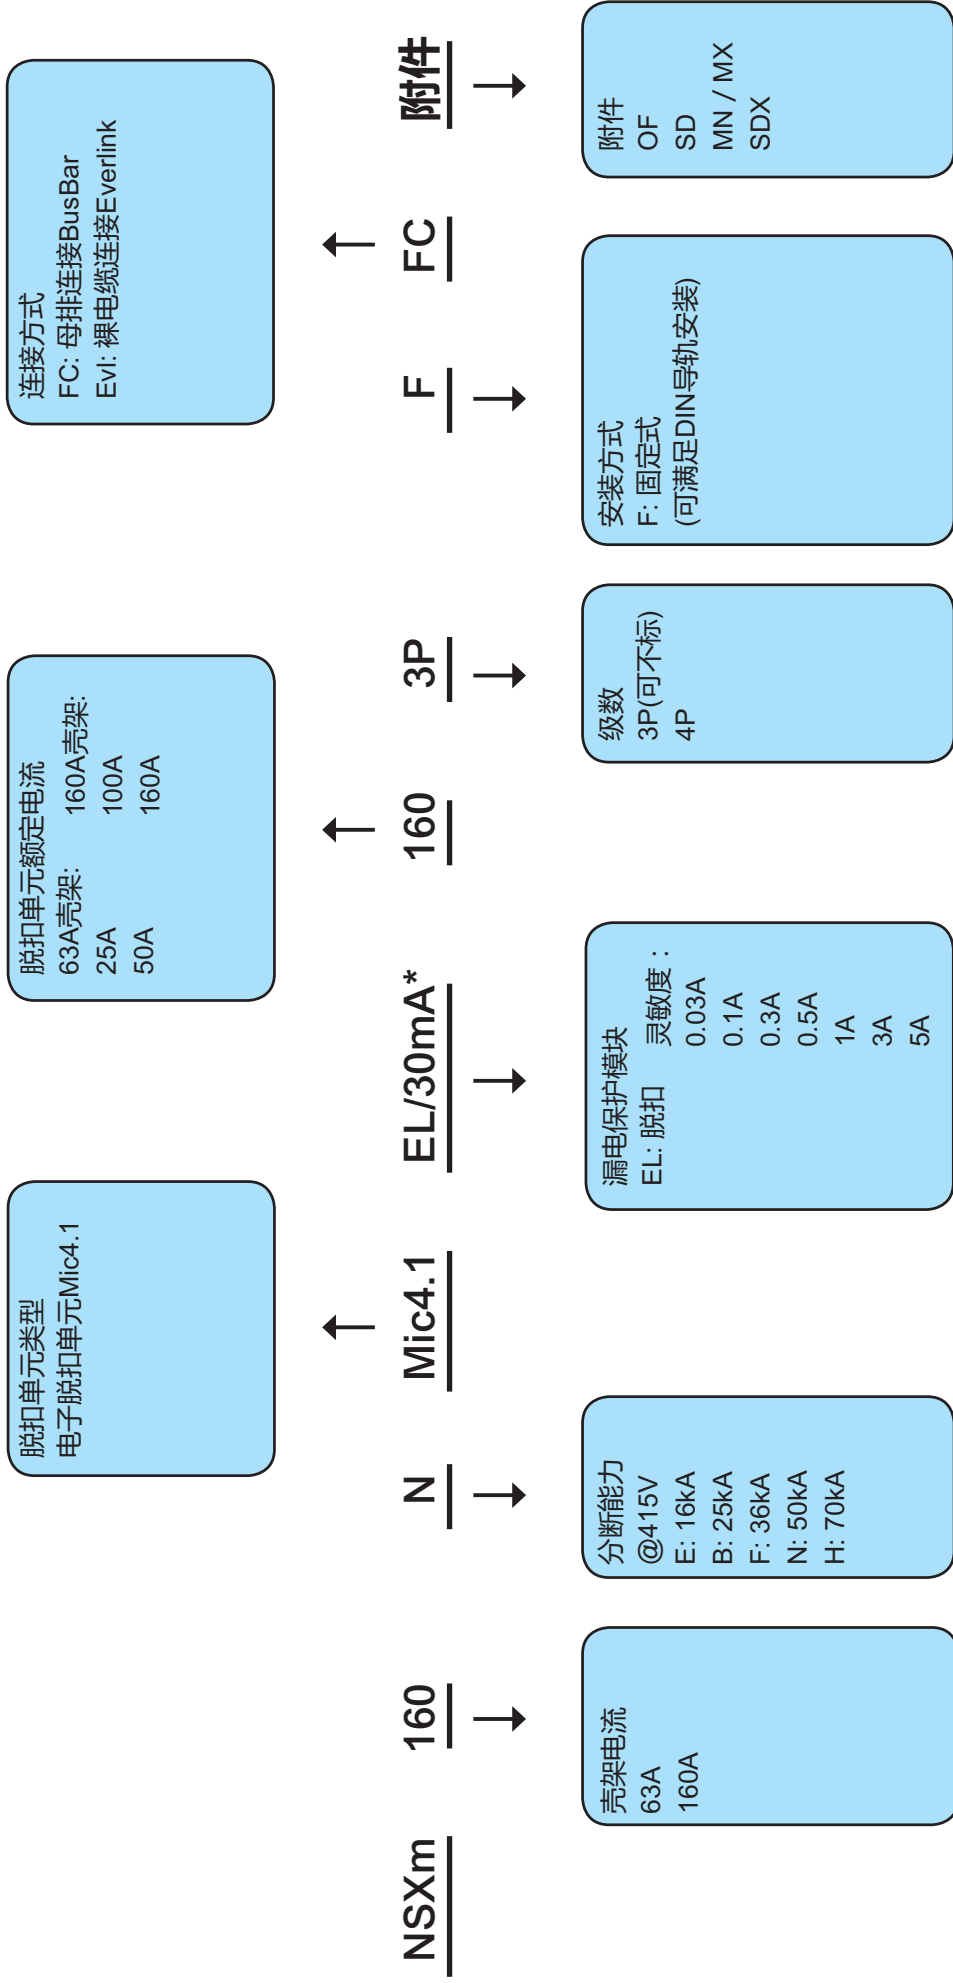 脱扣单元类型
电子脱扣单元Mic4.1
脱扣单元额定电流
63A壳架: 160A壳架:
25A 100A
50A 160A
连接方式
FC: 母排连接BusBar
Evl: 裸电缆连接Everlink
NSXm 160 N Mic4.1 EL/30mA* 160 3P F FC 附件
壳架电流
63A
160A
分断能力
@415V
E: 16kA
B: 25kA
F: 36kA
N: 50kA
H: 70kA
漏电保护模块
EL: 脱扣 灵敏度：
0.03A
0.1A
0.3A
0.5A
1A
3A
5A
级数
3P(可不标)
4P
安装方式
F: 固定式
(可满足DIN导轨安装)
附件
OF
SD
MN / MX
SDX